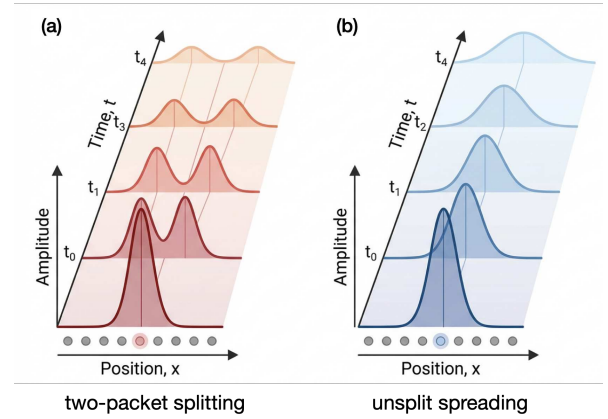 (a)
t₄
t₃
t₁
t₀
Time, t
Amplitude
Position, x
two-packet splitting
(b)
t₄
t₂
t₁
t₀
Time, t
Amplitude
Position, x
unsplit spreading